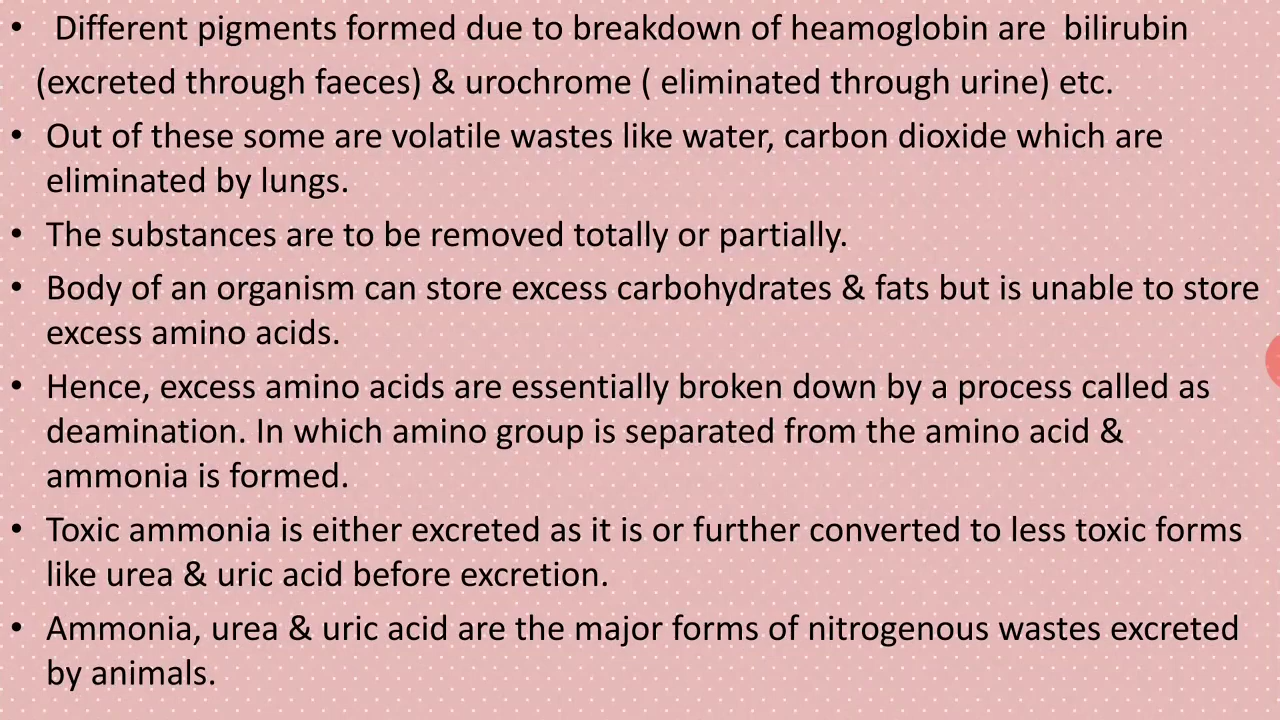 • Different pigments formed due to breakdown of heamoglobin are bilirubin
(excreted through faeces) & urochrome ( eliminated through urine) etc.
• Out of these some are volatile wastes like water, carbon dioxide which are
eliminated by lungs.
• The substances are to be removed totally or partially.
• Body of an organism can store excess carbohydrates & fats but is unable to store
excess amino acids.
• Hence, excess amino acids are essentially broken down by a process called as
deamination. In which amino group is separated from the amino acid &
ammonia is formed.
• Toxic ammonia is either excreted as it is or further converted to less toxic forms
like urea & uric acid before excretion.
• Ammonia, urea & uric acid are the major forms of nitrogenous wastes excreted
by animals.